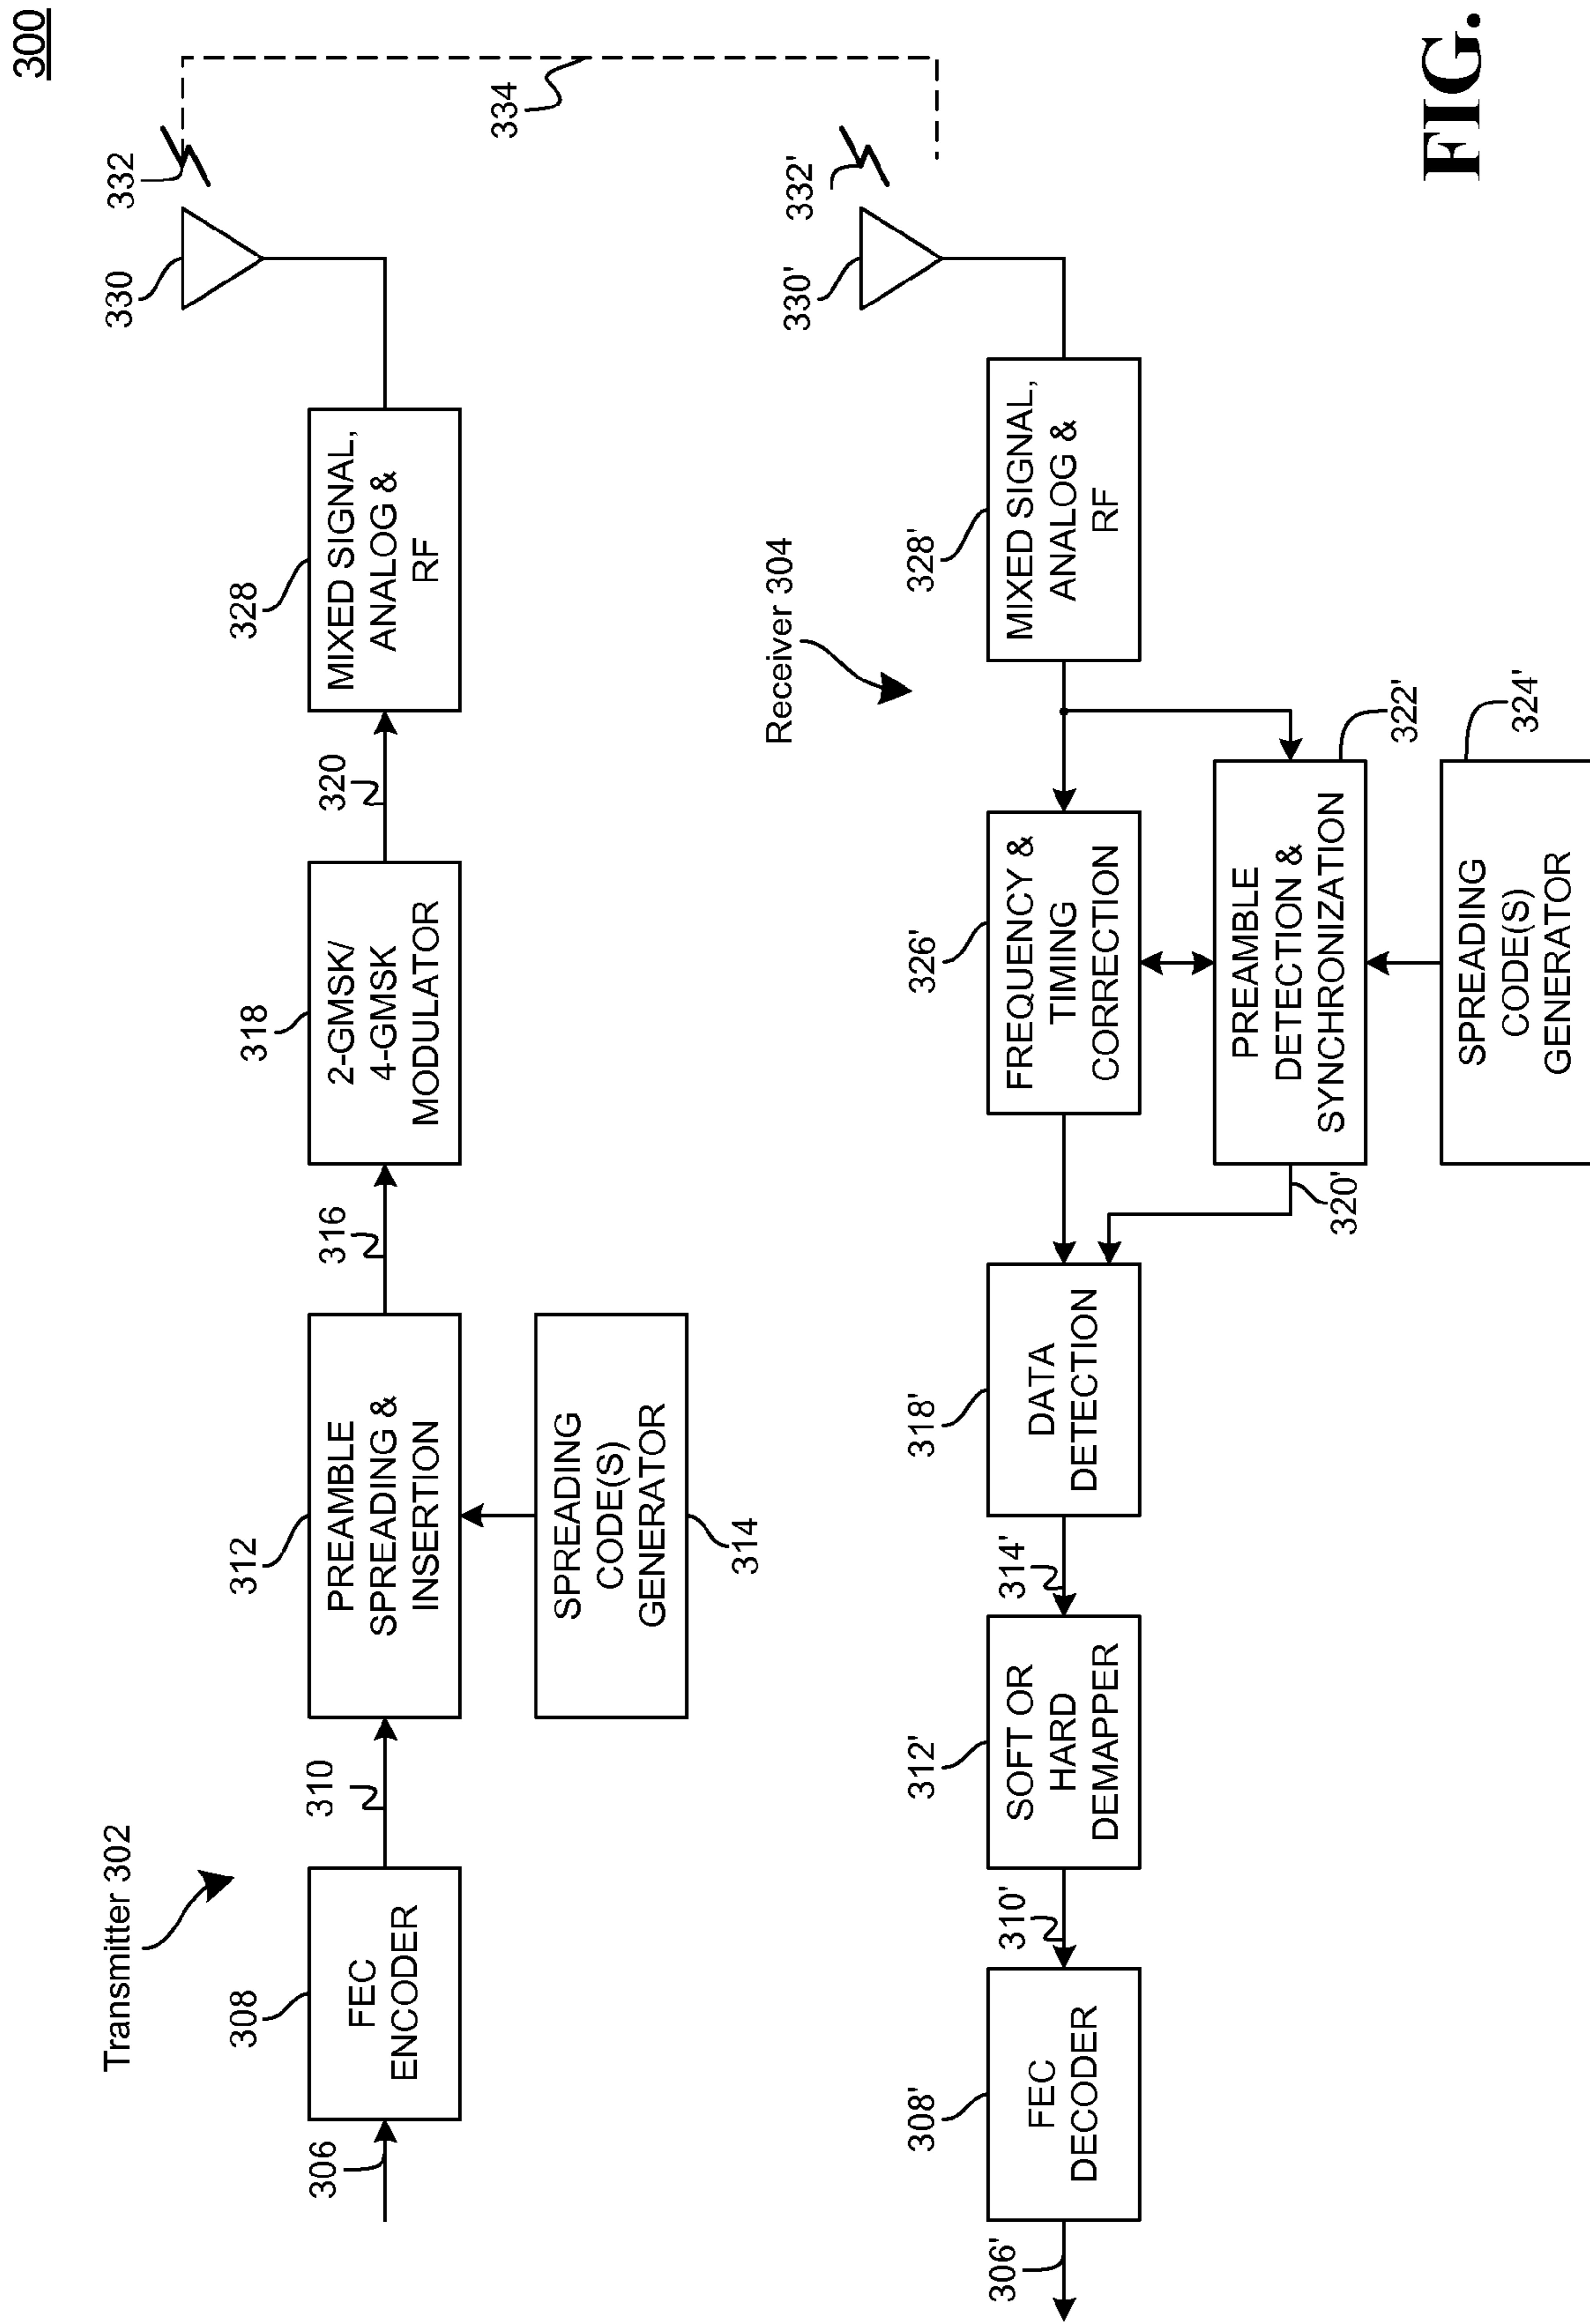 300
Transmitter 302
306
308
FEC
ENCODER
310
312
PREAMBLE
SPREADING &
INSERTION
SPREADING
CODE(S)
GENERATOR
314
316
318
2-GMSK/
4-GMSK
MODULATOR
320
328
MIXED SIGNAL,
ANALOG &
RF
330
332
334
Receiver 304
306'
308'
FEC
DECODER
310'
312'
SOFT OR
HARD
DEMAPPER
314'
318'
DATA
DETECTION
320'
326'
FREQUENCY &
TIMING
CORRECTION
PREAMBLE
DETECTION &
SYNCHRONIZATION
322'
SPREADING
CODE(S)
GENERATOR
324'
328'
MIXED SIGNAL,
ANALOG &
RF
330'
332'
FIG.